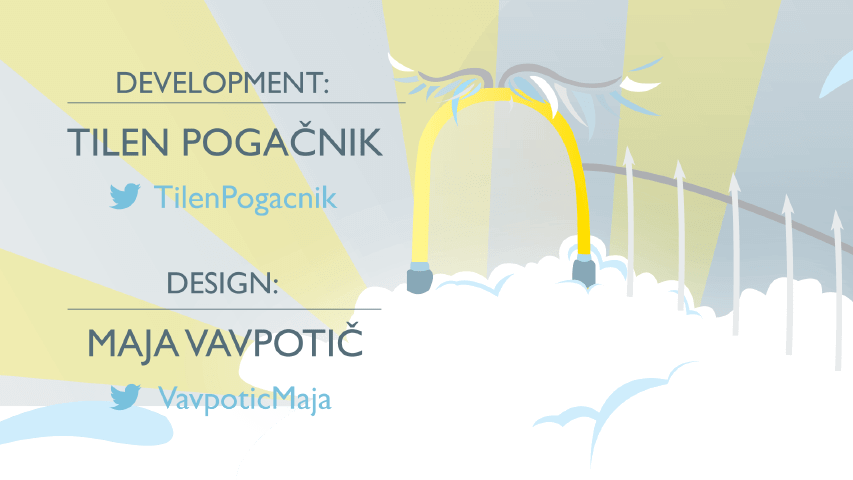 DEVELOPMENT:
TILEN POGAČNIK
TilenPogacnik
DESIGN:
MAJA VAVPOTIČ
VavpoticMaja